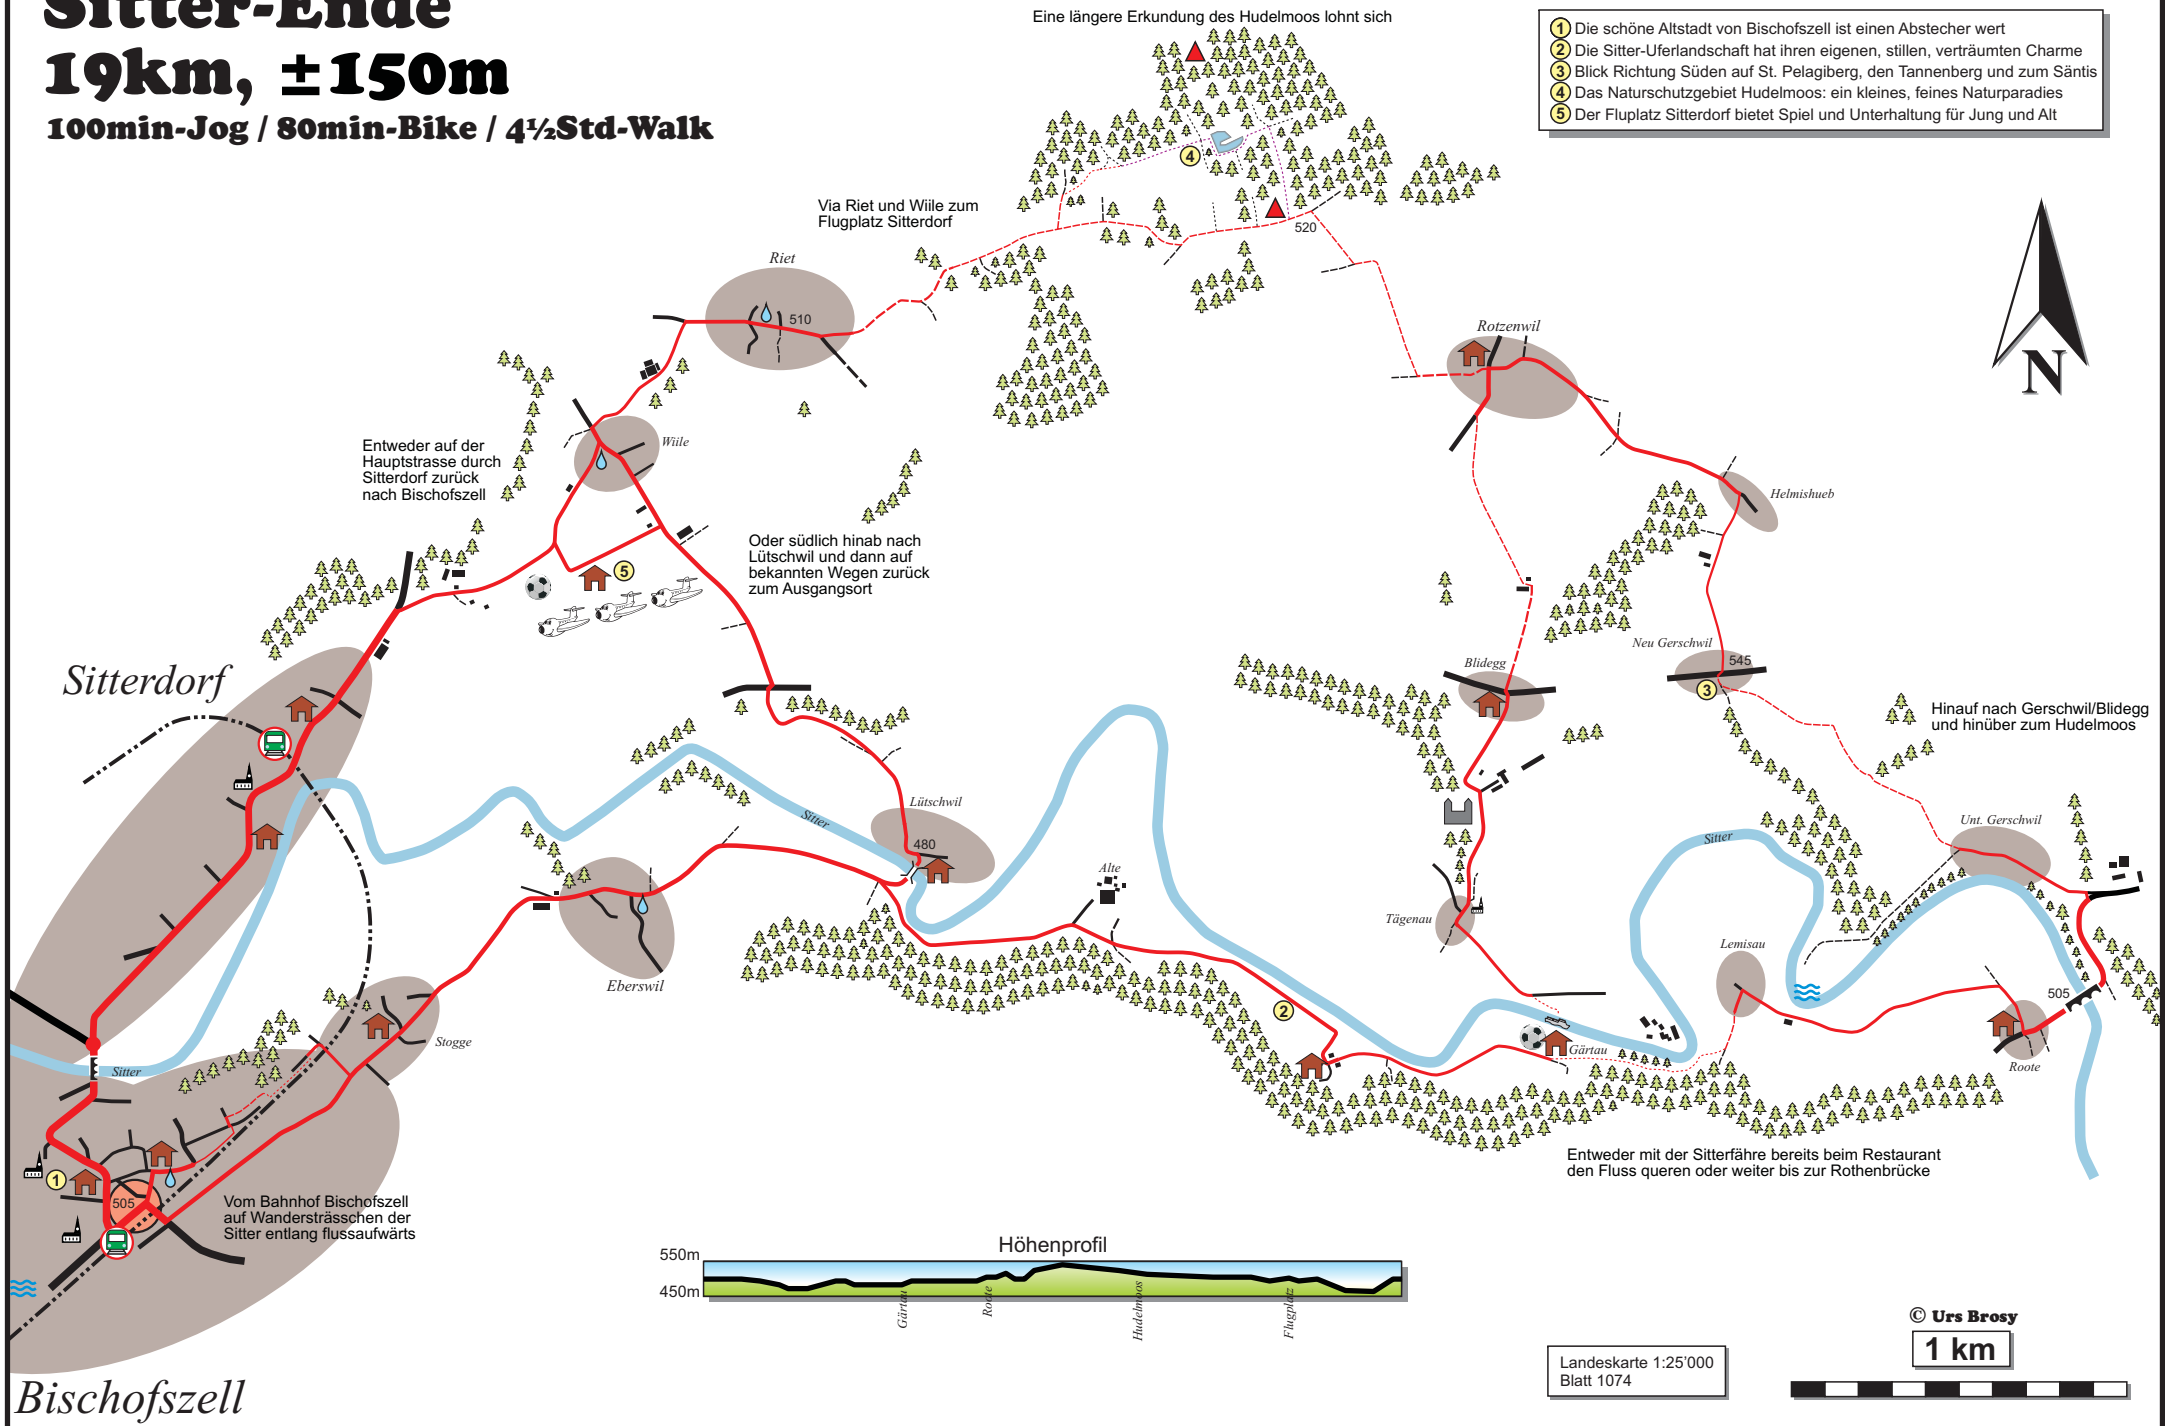 Sitter-Ende
19km, ±150m
100min-Jog / 80min-Bike / 4½Std-Walk
Eine längere Erkundung des Hudelmoos lohnt sich
1 Die schöne Altstadt von Bischofszell ist einen Abstecher wert
2 Die Sitter-Uferlandschaft hat ihren eigenen, stillen, verträumten Charme
3 Blick Richtung Süden auf St. Pelagiberg, den Tannenberg und zum Säntis
4 Das Naturschutzgebiet Hudelmoos: ein kleines, feines Naturparadies
5 Der Fluplatz Sitterdorf bietet Spiel und Unterhaltung für Jung und Alt
4
Via Riet und Wiile zum
Flugplatz Sitterdorf
520
Riet
510
N
Rotzenwil
Entweder auf der
Hauptstrasse durch
Sitterdorf zurück
nach Bischofszell
Wiile
Helmishueb
Oder südlich hinab nach
Lütschwil und dann auf
bekannten Wegen zurück
zum Ausgangsort
5
Sitterdorf
Neu Gerschwil
545
3
Blidegg
Hinauf nach Gerschwil/Blidegg
und hinüber zum Hudelmoos
Lütschwil
480
Sitter
Sitter
Unt. Gerschwil
Alte
Tägenau
Lemisau
Eberswil
505
2
Stogge
Gärtau
Roote
Sitter
Entweder mit der Sitterfähre bereits beim Restaurant
den Fluss queren oder weiter bis zur Rothenbrücke
1
505
Vom Bahnhof Bischofszell
auf Wandersträsschen der
Sitter entlang flussaufwärts
Höhenprofil
550m
450m
Gärtau
Roote
Hudelmoos
Flugplatz
© Urs Brosy
1 km
Landeskarte 1:25'000
Blatt 1074
Bischofszell